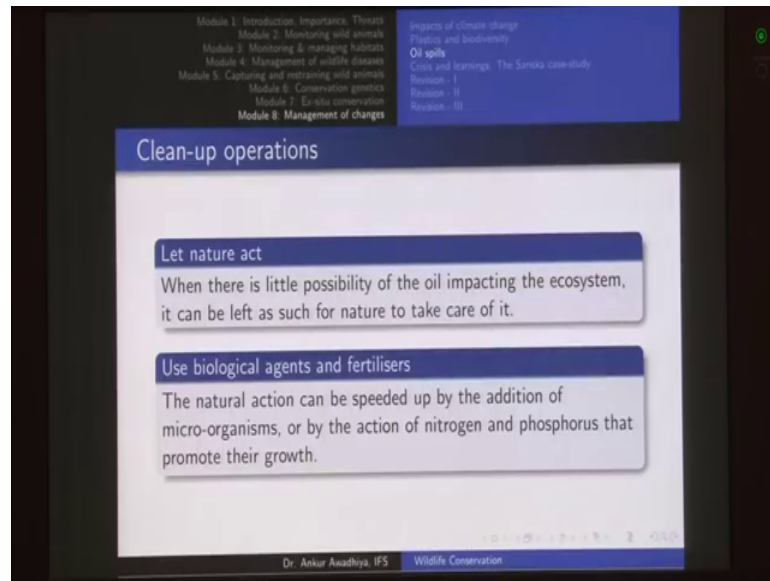 Module 1: Introduction, Importance, Threats
Module 2: Monitoring wild animals
Module 3: Monitoring & managing habitats
Module 4: Management of wildlife diseases
Module 5: Capturing and restraining wild animals
Module 6: Conservation genetics
Module 7: Ex-situ conservation
Module 8: Management of changes
Impacts of climate change
Plastics and biodiversity
Oil spills
Crisis and learnings: The Sariska case-study
Revision - I
Revision - II
Revision - III
Clean-up operations
Let nature act
When there is little possibility of the oil impacting the ecosystem,
it can be left as such for nature to take care of it.
Use biological agents and fertilisers
The natural action can be speeded up by the addition of
micro-organisms, or by the action of nitrogen and phosphorus that
promote their growth.
Dr. Ankur Awadhiya, IFS
Wildlife Conservation